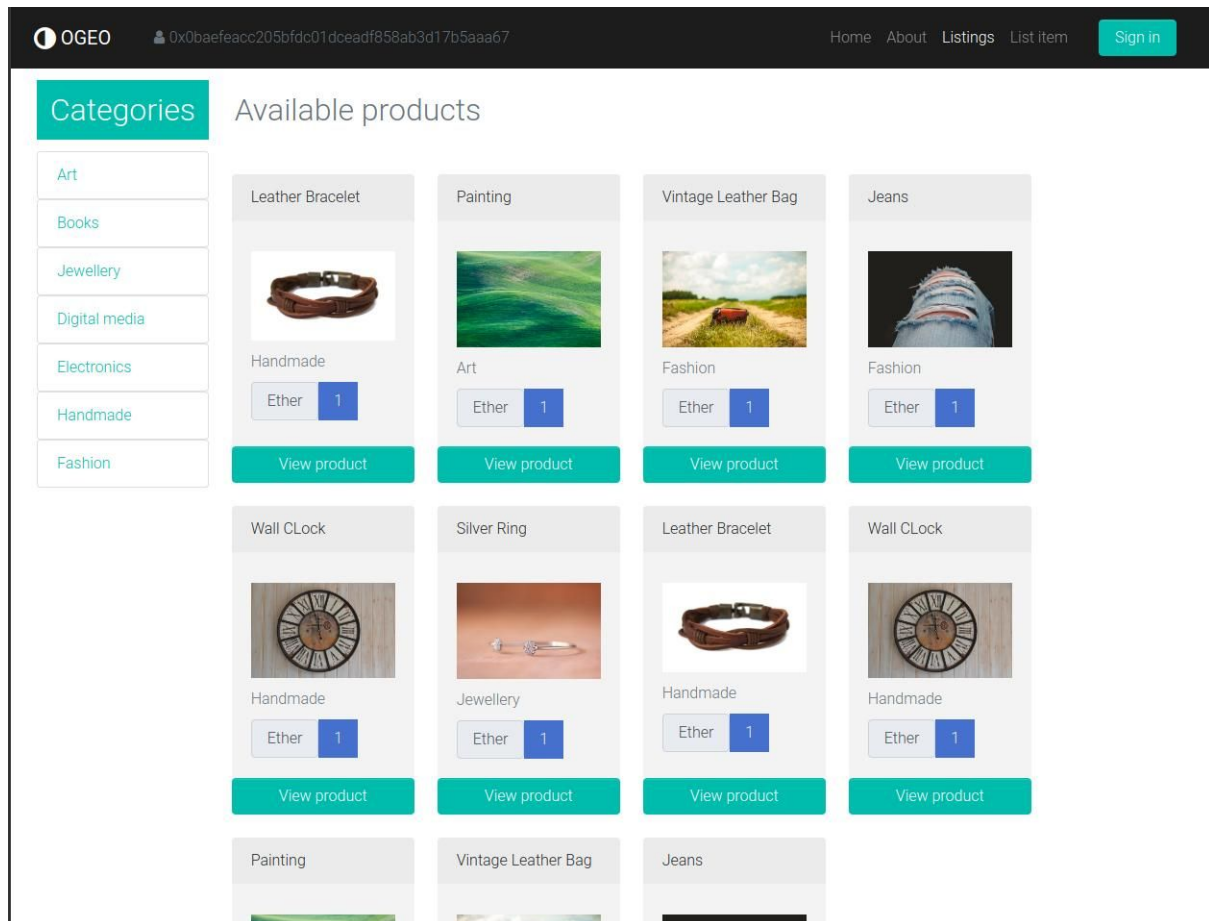 OGEO 0x0baefeacc205bfdc01dceadf858ab3d17b5aaa67 Home About Listings List item Sign in
Categories
Art
Books
Jewellery
Digital media
Electronics
Handmade
Fashion
Available products
Leather Bracelet
Handmade
Ether 1
View product
Painting
Art
Ether 1
View product
Vintage Leather Bag
Fashion
Ether 1
View product
Jeans
Fashion
Ether 1
View product
Wall CLock
Handmade
Ether 1
View product
Silver Ring
Jewellery
Ether 1
View product
Leather Bracelet
Handmade
Ether 1
View product
Wall CLock
Handmade
Ether 1
View product
Painting
Vintage Leather Bag
Jeans